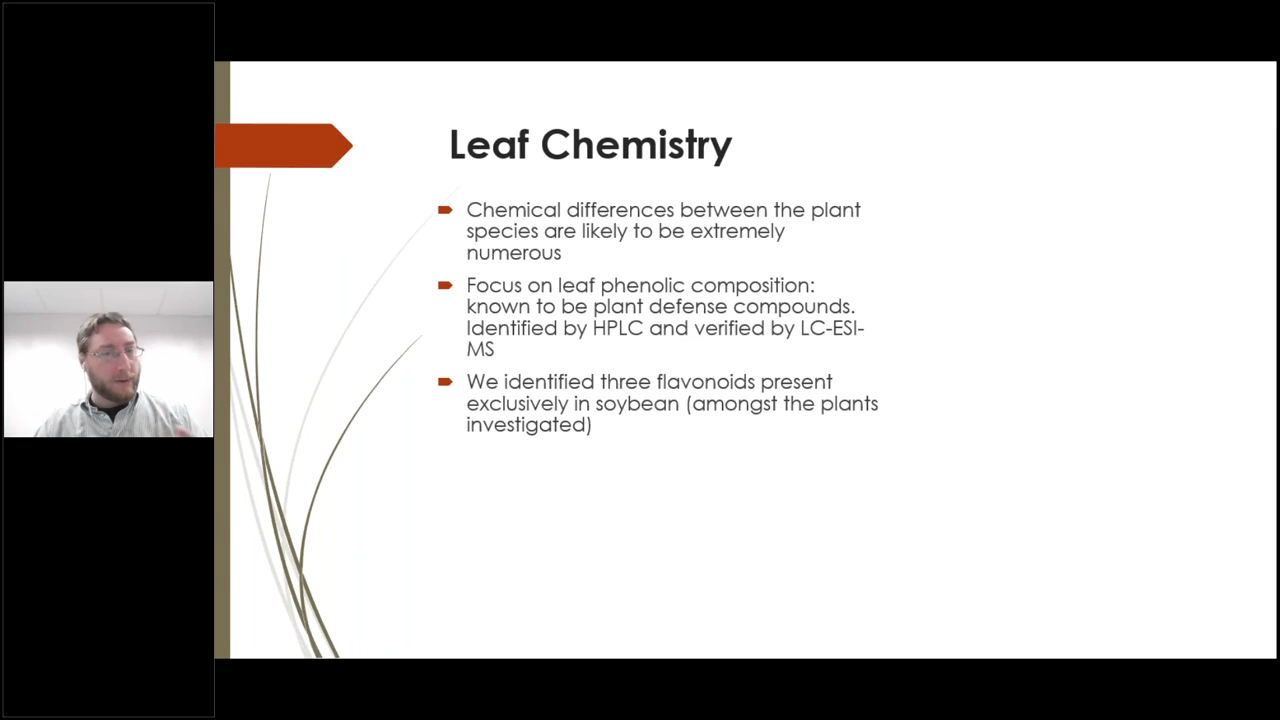 Leaf Chemistry
Chemical differences between the plant
species are likely to be extremely
numerous
Focus on leaf phenolic composition:
known to be plant defense compounds.
Identified by HPLC and verified by LC-ESI-
MS
We identified three flavonoids present
exclusively in soybean (amongst the plants
investigated)